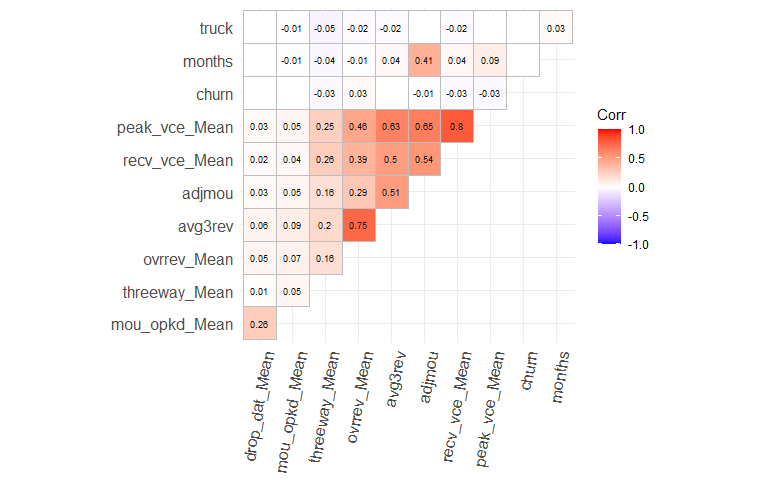 truck -0.01 -0.05 -0.02 -0.02 -0.02 0.03
months -0.01 -0.04 -0.01 0.04 0.41 0.04 0.09
churn -0.03 0.03 -0.01 -0.03 -0.03
peak_vce_Mean 0.03 0.05 0.25 0.46 0.63 0.65 0.8
recv_vce_Mean 0.02 0.04 0.26 0.39 0.5 0.54
adjmou 0.03 0.05 0.16 0.29 0.51
avg3rev 0.06 0.09 0.2 0.75
ovrrev_Mean 0.05 0.07 0.16
threeway_Mean 0.01 0.05
mou_opkd_Mean 0.26
drop_dat_Mean
mou_opkd_Mean
threeway_Mean
ovrrev_Mean
avg3rev
adjmou
recv_vce_Mean
peak_vce_Mean
churn
months
Corr
1.0
0.5
0.0
-0.5
-1.0